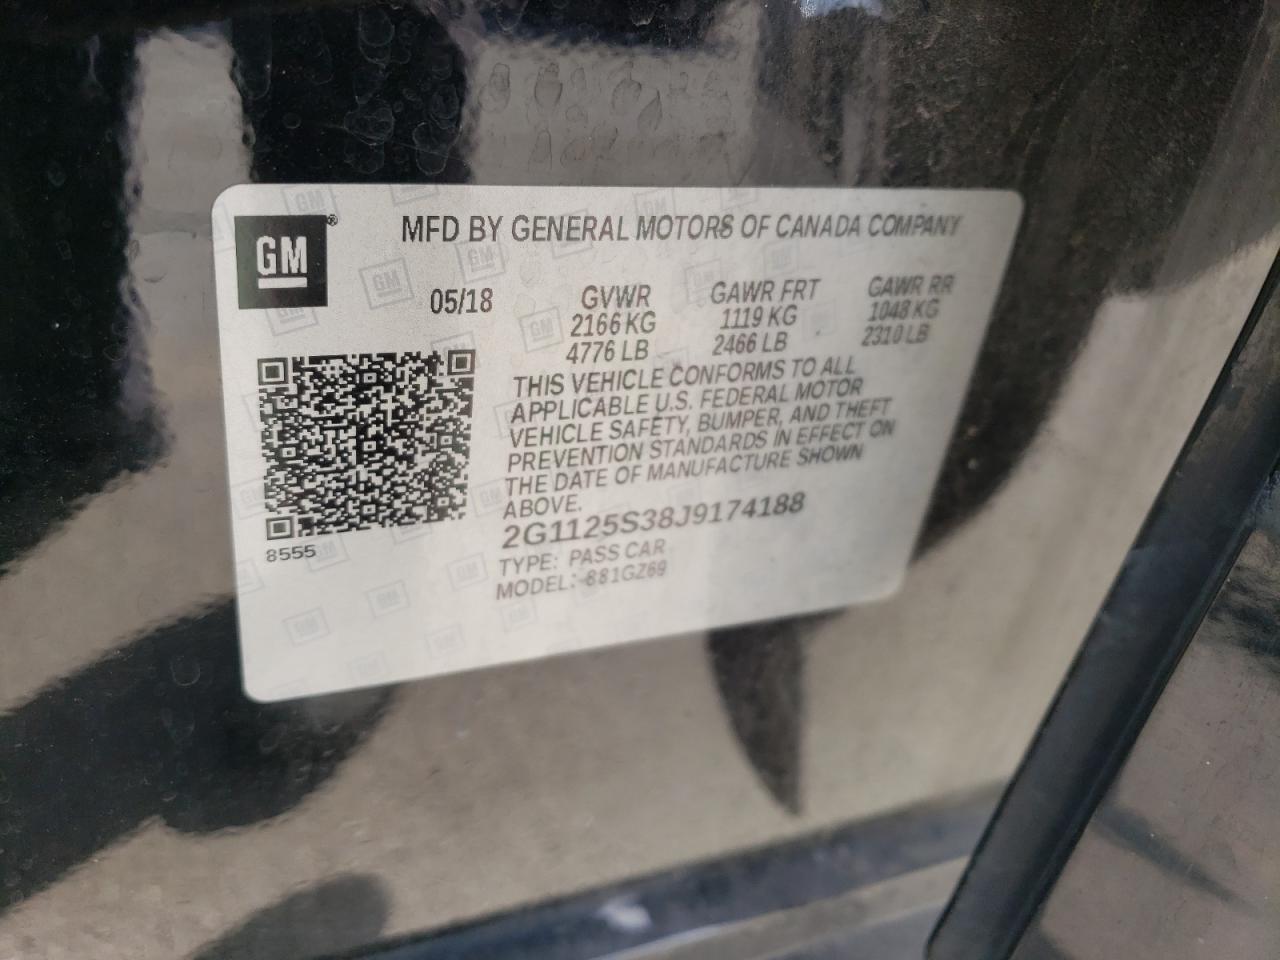 GM®
MFD BY GENERAL MOTORS OF CANADA COMPANY
05/18 GVWR GAWR FRT GAWR RR
2166 KG 1119 KG 1048 KG
4776 LB 2466 LB 2310 LB
THIS VEHICLE CONFORMS TO ALL
APPLICABLE U.S. FEDERAL MOTOR
VEHICLE SAFETY, BUMPER, AND THEFT
PREVENTION STANDARDS IN EFFECT ON
THE DATE OF MANUFACTURE SHOWN
ABOVE.
2G1125S38J9174188
TYPE: PASS CAR
MODEL: 881GZ69
8555